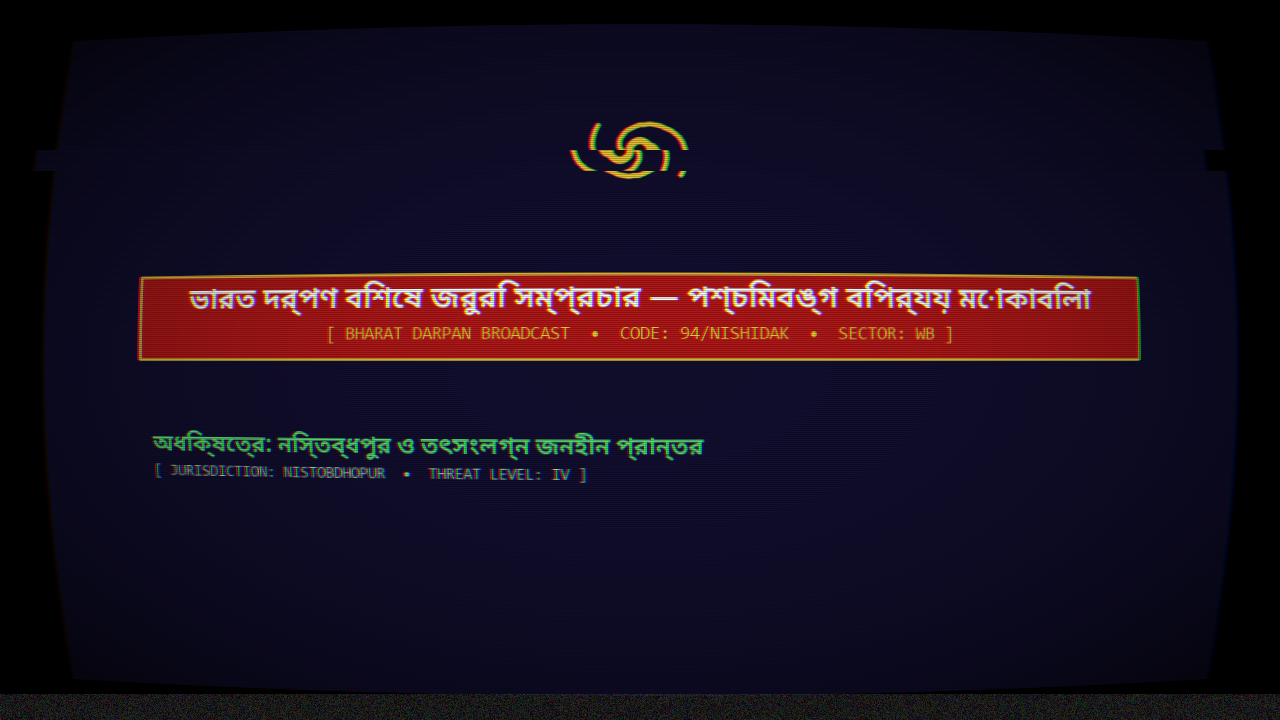 ভারত দর্পণ বিশেষ জরুরি সম্প্রচার — পশ্চিমবঙ্গ বিপর্যয় মোকাবিলা
[ BHARAT DARPAN BROADCAST • CODE: 94/NISHIDAK • SECTOR: WB ]
অধিক্ষেত্র: নিস্তব্ধপুর ও তৎসংলগ্ন জনহীন প্রান্তর
[ JURISDICTION: NISTOBDHOPUR • THREAT LEVEL: IV ]